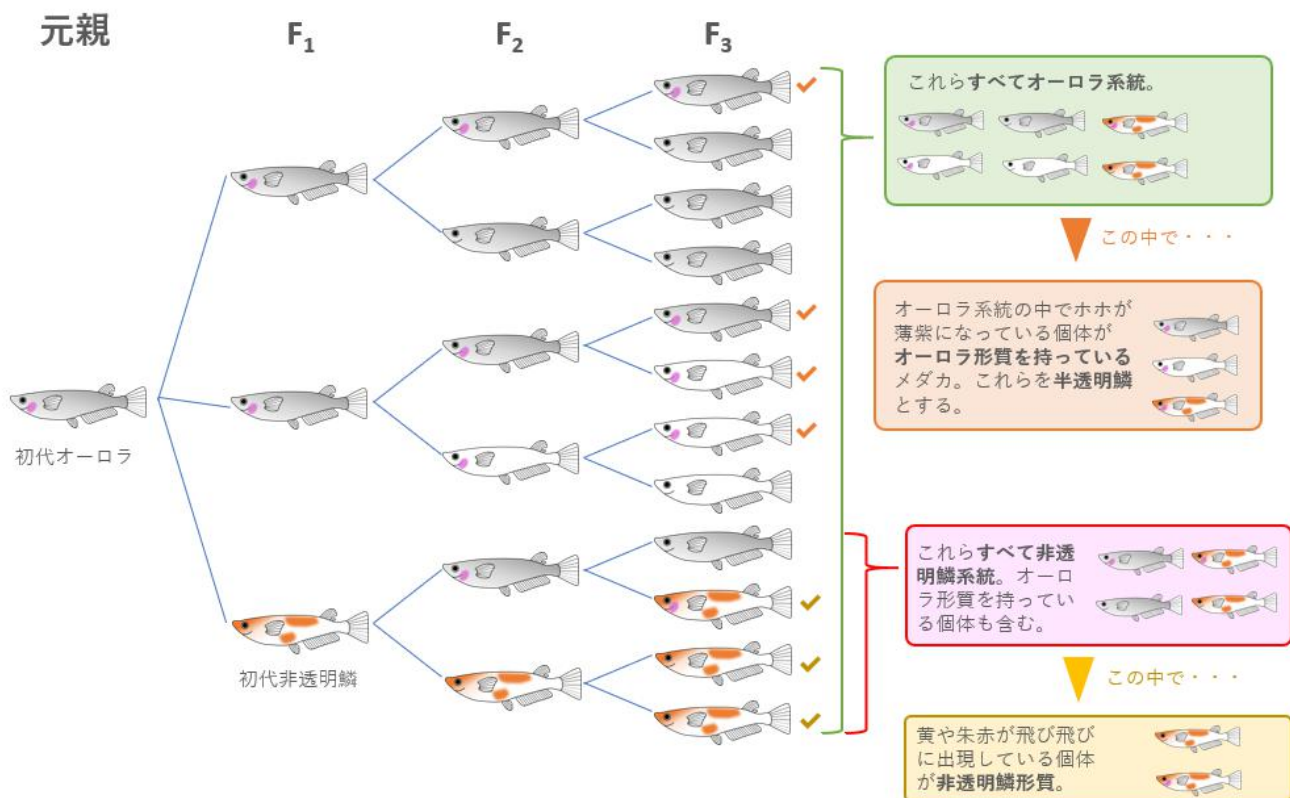 元親
F1
F2
F3
初代オーロラ
初代非透明鱗
これらすべてオーロラ系統。
この中で・・・
オーロラ系統の中でホホが
薄紫になっている個体が
オーロラ形質を持っている
メダカ。これらを半透明鱗
とする。
これらすべて非透
明鱗系統。オーロ
ラ形質を持ってい
る個体も含む。
この中で・・・
黄や朱赤が飛び飛び
に出現している個体
が非透明鱗形質。